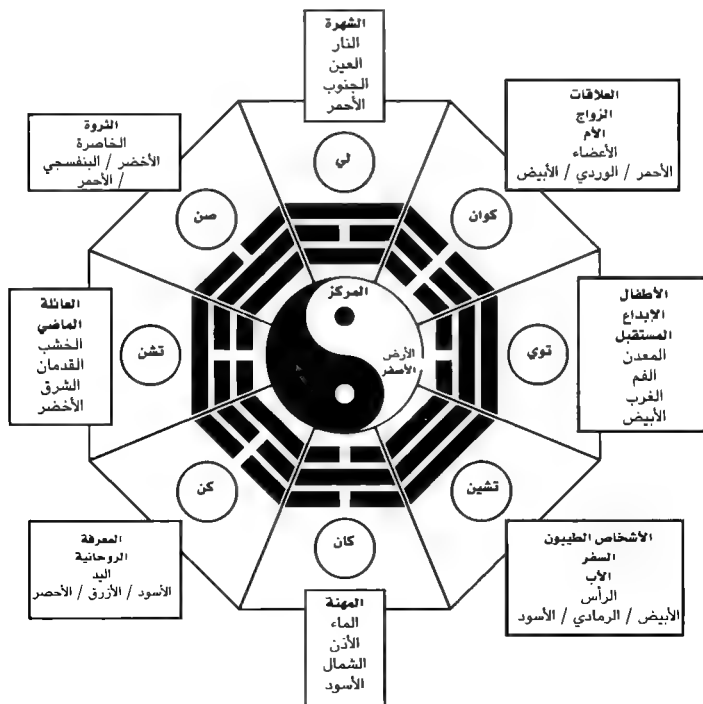 الشهرة
النار
العين
الجنوب
الأحمر
العلاقات
الزواج
الأم
الأعضاء
الأحمر / الوردي / الأبيض
الثروة
الخاصرة
الأخضر / البنفسجي
/ الأحمر
لي
كوان
صن
المركز
الأرض
الأصفر
الأطفال
الإبداع
المستقبل
المعدن
الفم
الغرب
الأبيض
توي
العائلة
الماضي
الخشب
القدمان
الشرق
الأخضر
تشن
تشين
كن
كان
الأشخاص الطيبون
السفر
الأب
الرأس
الأبيض / الرمادي / الأسود
المعرفة
الروحانية
اليد
الأسود / الأزرق / الأحصر
المهنة
الماء
الأذن
الشمال
الأسود